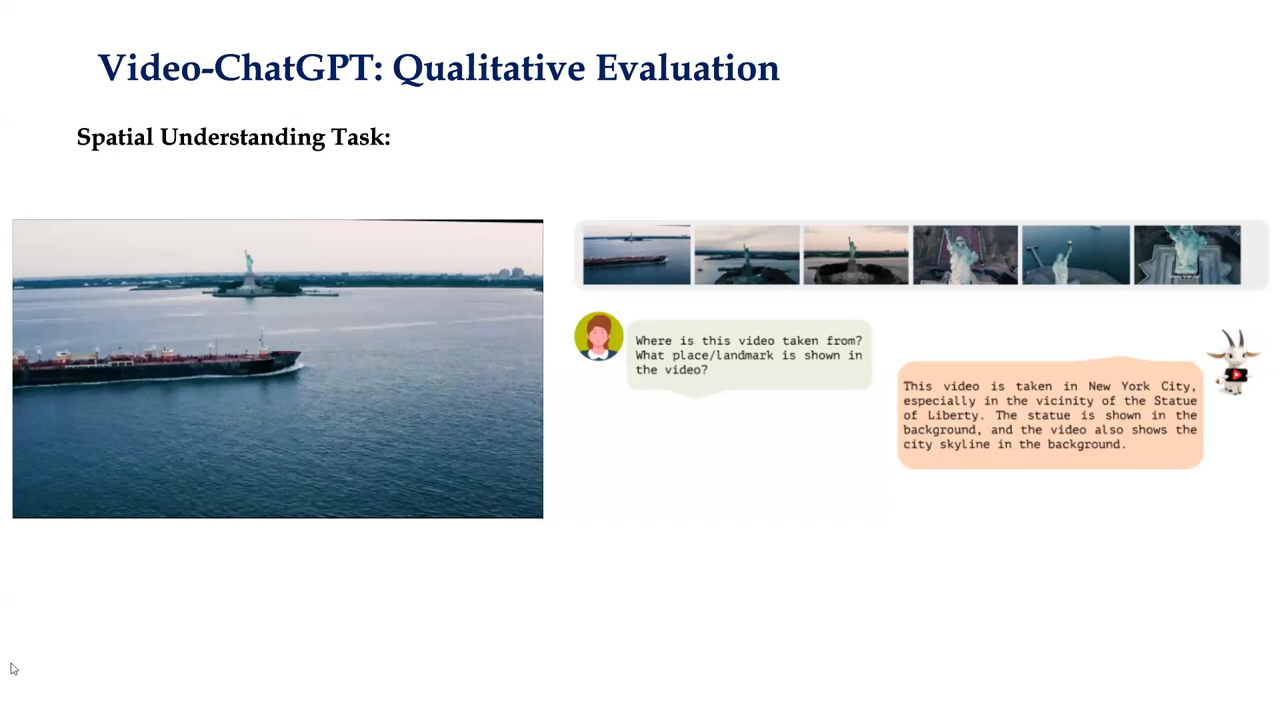 Video-ChatGPT: Qualitative Evaluation
Spatial Understanding Task:
Where is this video taken from?
What place/landmark is shown in
the video?
This video is taken in New York City,
especially in the vicinity of the Statue
of Liberty. The statue is shown in the
background, and the video also shows the
city skyline in the background.